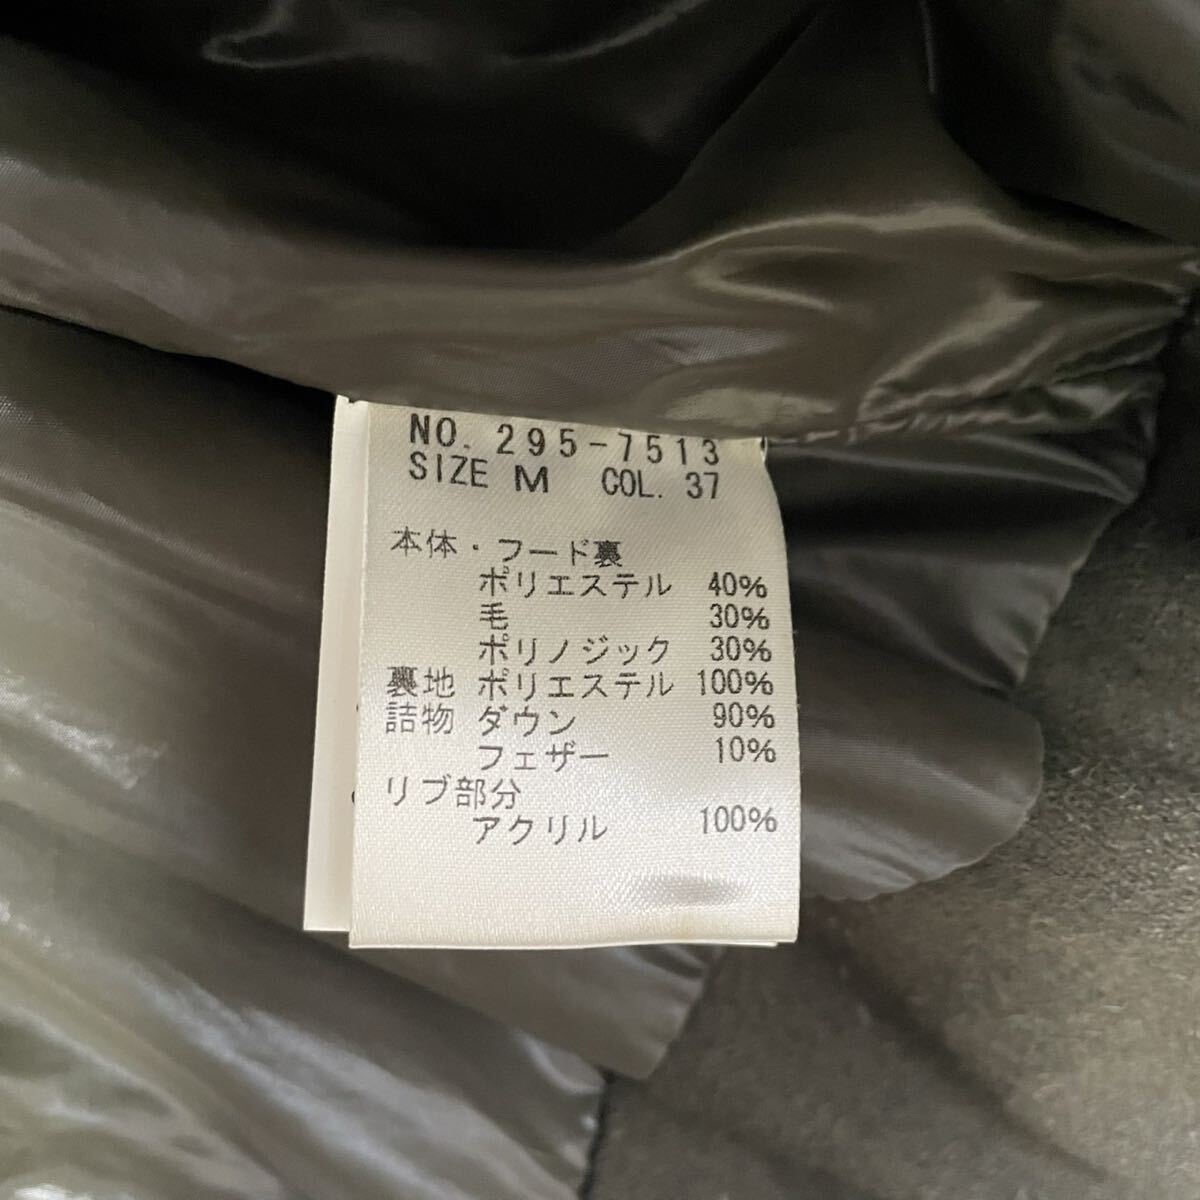 NO. 295-7513
SIZE M COL. 37
本体・フード裏
ポリエステル 40%
毛 30%
ポリノジック 30%
裏地 ポリエステル 100%
詰物 ダウン 90%
フェザー 10%
リブ部分
アクリル 100%